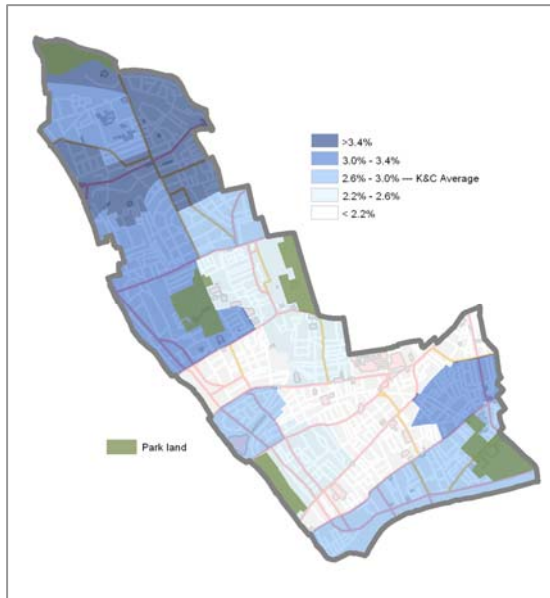 >3.4%
3.0% - 3.4%
2.6% - 3.0% --- K&C Average
2.2% - 2.6%
< 2.2%
Park land